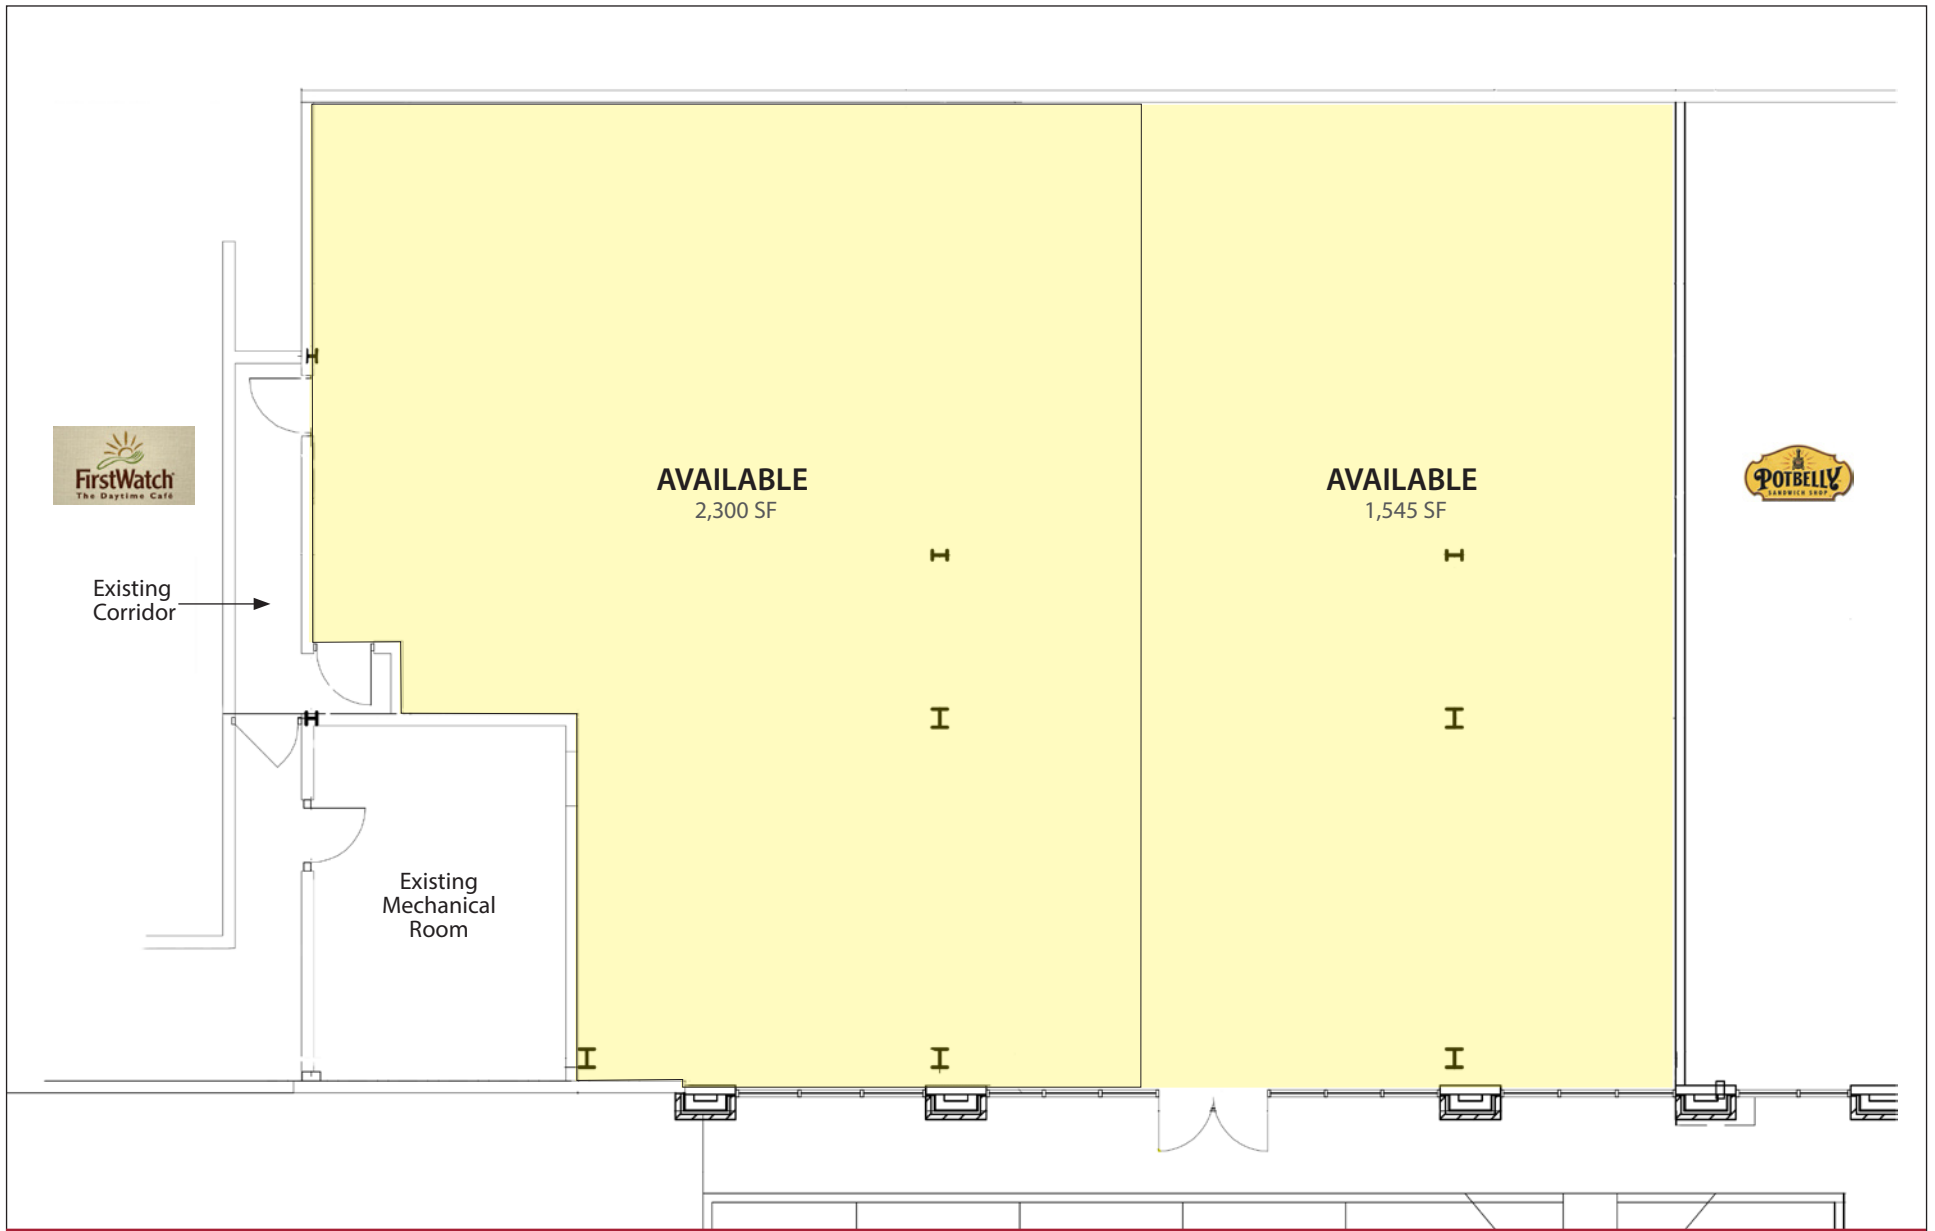 AVAILABLE
2,300 SF
AVAILABLE
1,545 SF
FirstWatch
The Daytime Café
POTBELLY
SANDWICH SHOP
Existing
Corridor
Existing
Mechanical
Room